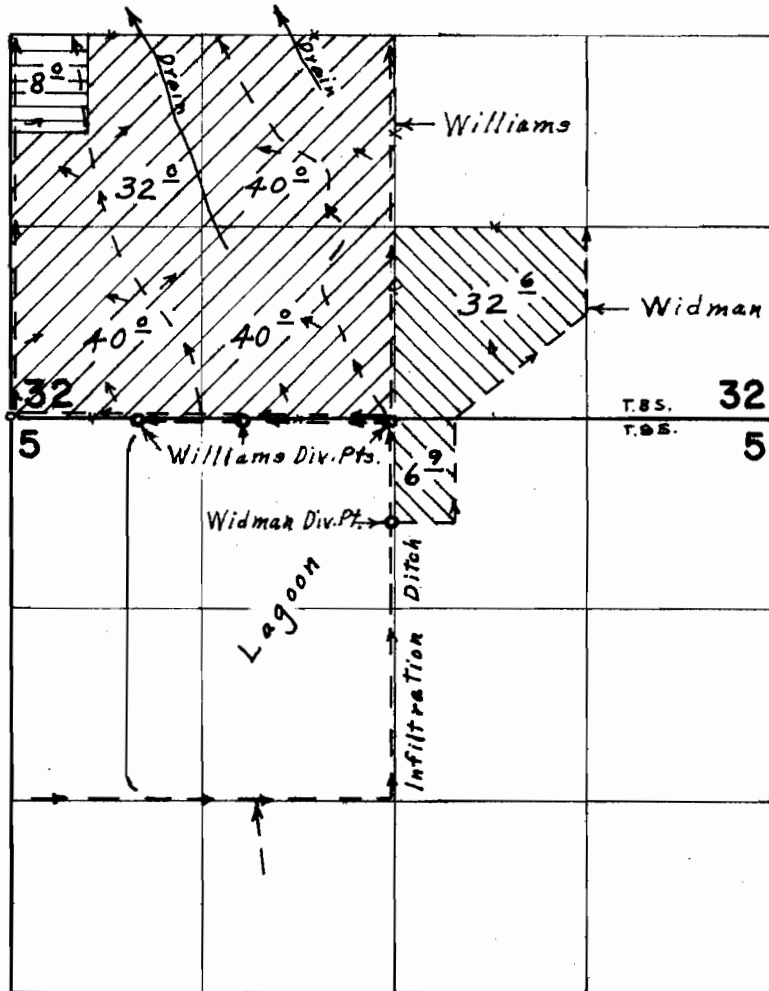 Drain
Drain
8 0
Williams
32 0
40 0
32 6
Widman
40 0
40 0
32
T.8S.
32
5
T.9S.
5
Williams Div. Pts.
6 9
Widman Div. Pt.
Lagoon
Infiltration Ditch